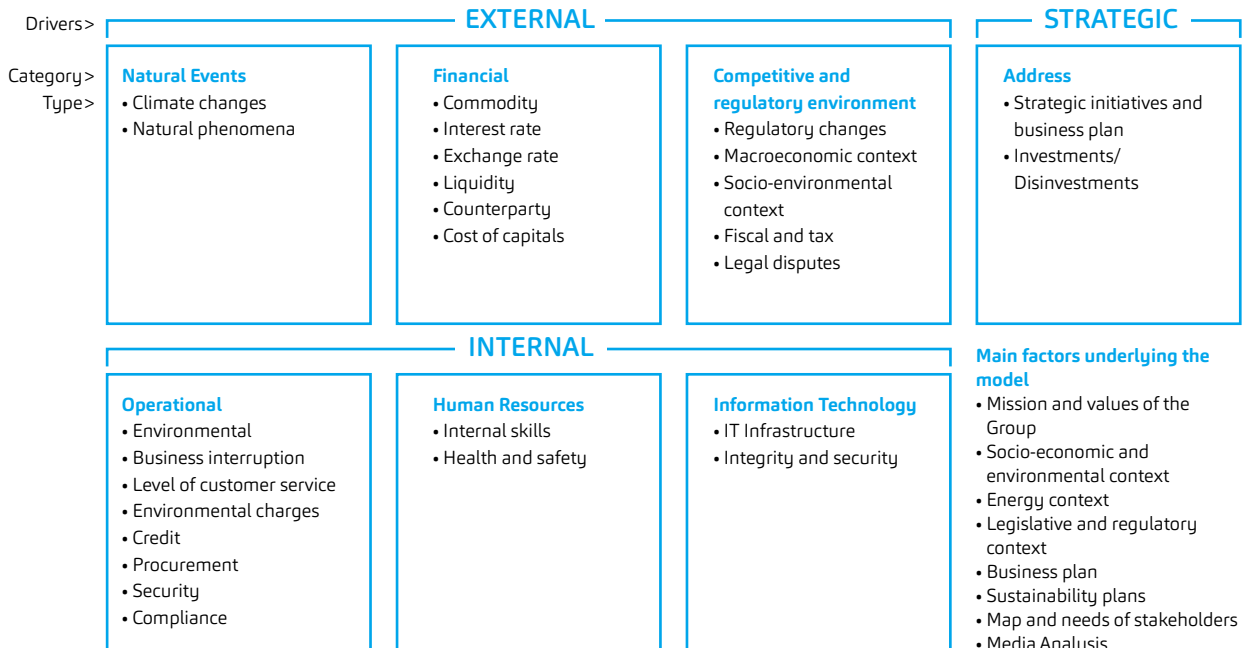 Drivers>
EXTERNAL
STRATEGIC
Category>
Type>
Natural Events
• Climate changes
• Natural phenomena
Financial
• Commodity
• Interest rate
• Exchange rate
• Liquidity
• Counterparty
• Cost of capitals
Competitive and
regulatory environment
• Regulatory changes
• Macroeconomic context
• Socio-environmental
context
• Fiscal and tax
• Legal disputes
Address
• Strategic initiatives and
business plan
• Investments/
Disinvestments
INTERNAL
Operational
• Environmental
• Business interruption
• Level of customer service
• Environmental charges
• Credit
• Procurement
• Security
• Compliance
Human Resources
• Internal skills
• Health and safety
Information Technology
• IT Infrastructure
• Integrity and security
Main factors underlying the
model
• Mission and values of the
Group
• Socio-economic and
environmental context
• Energy context
• Legislative and regulatory
context
• Business plan
• Sustainability plans
• Map and needs of stakeholders
• Media Analysis